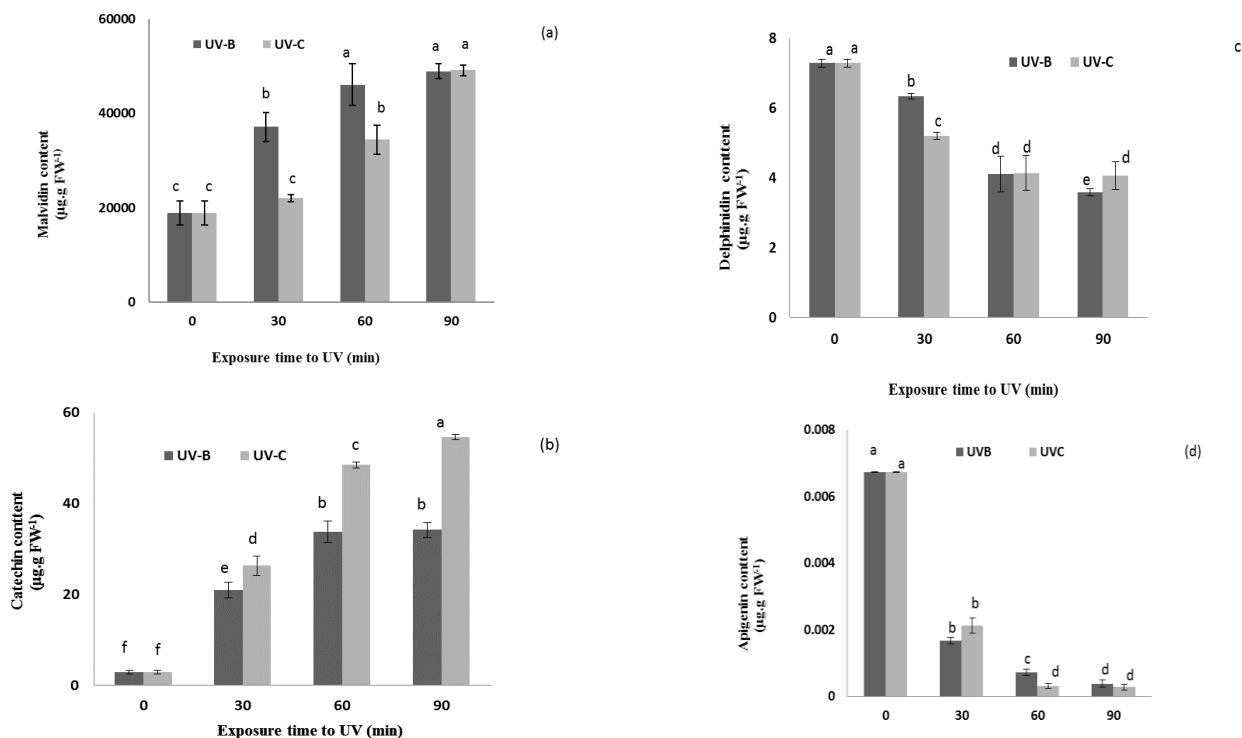 60000
40000
20000
0
Malvidin content
(µg.g FW-1)
UV-B UV-C
(a)
c c b c a b a a
0 30 60 90
Exposure time to UV (min)
8
6
4
2
0
Delphinidin conttent
(µg.g FW-1)
UV-B UV-C
c
a a b c d d e d
0 30 60 90
Exposure time to UV (min)
60
40
20
0
Catechin conttent
(µg.g FW-1)
UV-B UV-C
(b)
f f e d b c b a
0 30 60 90
Exposure time to UV (min)
0.008
0.006
0.004
0.002
0
Apigenin conttent
(µg.g FW-1)
UVB UVC
(d)
a a b b c d d d
0 30 60 90